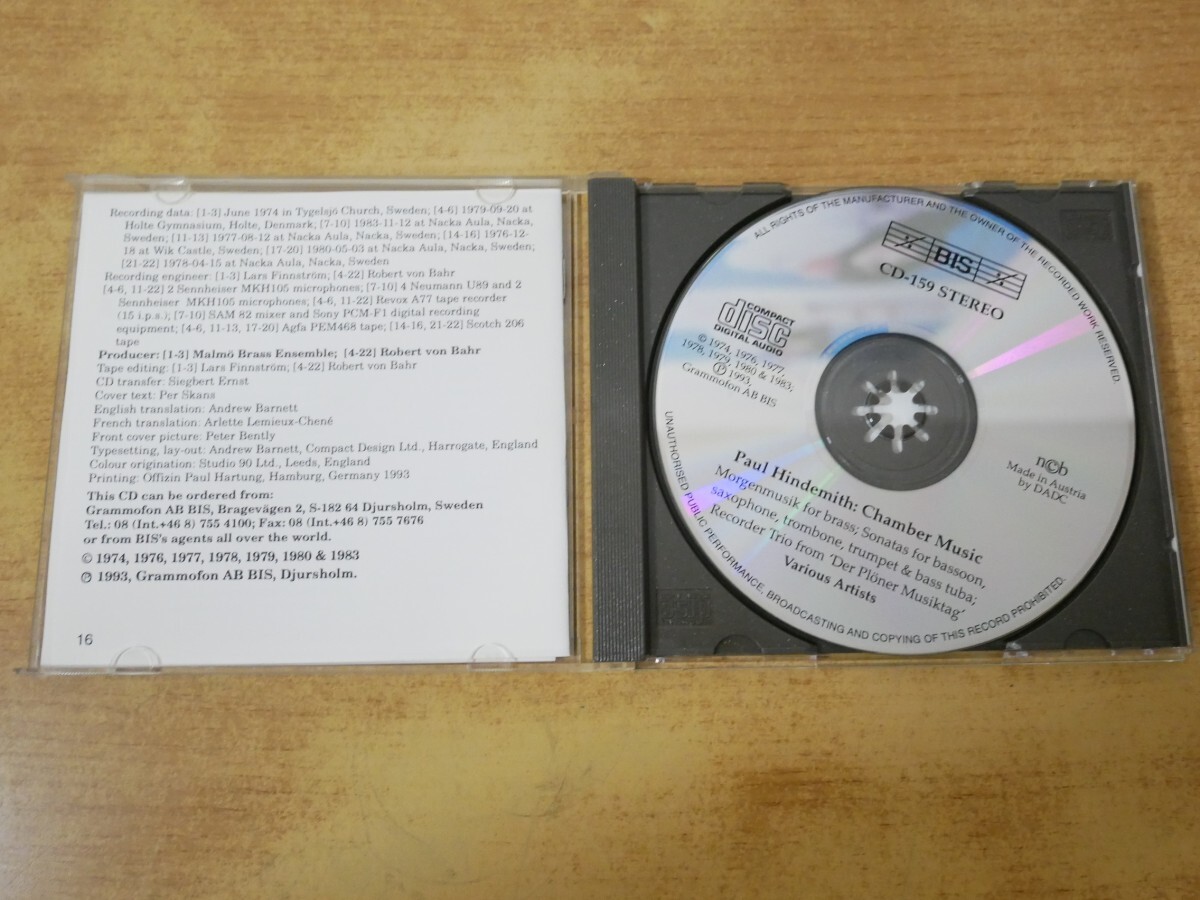 Recording data: [1-3] June 1974 in Tygelsjö Church, Sweden; [4-6] 1979-09-20 at
Holte Gymnasium, Holte, Denmark; [7-10] 1983-11-12 at Nacka Aula, Nacka,
Sweden; [11-13] 1977-08-12 at Nacka Aula, Nacka, Sweden; [14-16] 1976-12-
18 at Wik Castle, Sweden; [17-20] 1980-05-03 at Nacka Aula, Nacka, Sweden;
[21-22] 1978-04-15 at Nacka Aula, Nacka, Sweden
Recording engineer: [1-3] Lars Finnström; [4-22] Robert von Bahr
[4-6, 11-22] 2 Sennheiser MKH105 microphones; [7-10] 4 Neumann U89 and 2
Sennheiser MKH105 microphones; [4-6, 11-22] Revox A77 tape recorder
(15 i.p.s.); [7-10] SAM 82 mixer and Sony PCM-F1 digital recording
equipment; [4-6, 11-13, 17-20] Agfa PEM468 tape; [14-16, 21-22] Scotch 206
tape
Producer: [1-3] Malmö Brass Ensemble; [4-22] Robert von Bahr
Tape editing: [1-3] Lars Finnström; [4-22] Robert von Bahr
CD transfer: Siegbert Ernst
Cover text: Per Skans
English translation: Andrew Barnett
French translation: Arlette Lemieux-Chené
Front cover picture: Peter Bently
Typesetting, lay-out: Andrew Barnett, Compact Design Ltd., Harrogate, England
Colour origination: Studio 90 Ltd., Leeds, England
Printing: Offizin Paul Hartung, Hamburg, Germany 1993
This CD can be ordered from:
Grammofon AB BIS, Bragevägen 2, S-182 64 Djursholm, Sweden
Tel.: 08 (Int.+46 8) 755 4100; Fax: 08 (Int.+46 8) 755 7676
or from BIS's agents all over the world.
© 1974, 1976, 1977, 1978, 1979, 1980 & 1983
℗ 1993, Grammofon AB BIS, Djursholm.
16
ALL RIGHTS OF THE MANUFACTURER AND THE OWNER OF THE RECORDED WORK RESERVED.
BIS
CD-159 STEREO
COMPACT
disc
DIGITAL AUDIO
© 1974, 1976, 1977,
1978, 1979, 1980 & 1983;
℗ 1993,
Grammofon AB BIS
n©b
Made in Austria
by DADC
Paul Hindemith: Chamber Music
Morgenmusik for brass; Sonatas for bassoon,
saxophone, trombone, trumpet & bass tuba;
Recorder Trio from 'Der Plöner Musiktag'
Various Artists
UNAUTHORISED PUBLIC PERFORMANCE, BROADCASTING AND COPYING OF THIS RECORD PROHIBITED.